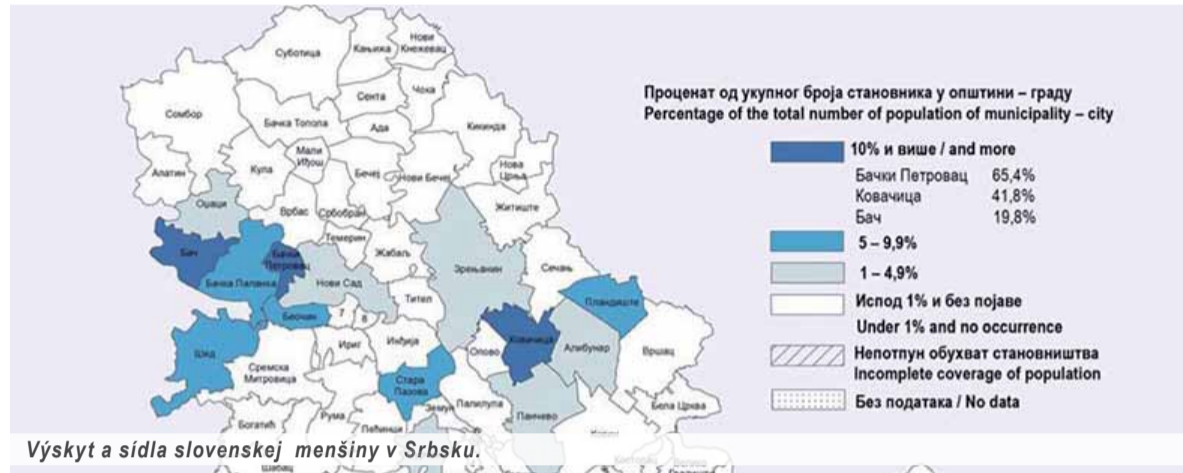 Суботица
Кањижа
Нови
Кнежевац
Сомбор
Бачка Топола
Сента
Чока
Ада
Кикинда
Мали
Иђош
Апатин
Кула
Бечеј
Нови Бечеј
Нова
Црња
Оџаци
Врбас
Србобран
Житиште
Темерин
Бач
Бачки
Петровац
Жабаљ
Зрењанин
Сечањ
Бачка Паланка
Нови Сад
Тител
Пландиште
Беочин
7
8
Шид
Ириг
Инђија
Опово
Ковачица
Алибунар
Вршац
Сремска
Митровица
Стара
Пазова
Рума
Земун
Палилула
Панчево
Бела Црква
Богатић
Пећинци
Шабац
Проценат од укупног броја становника у општини – граду
Percentage of the total number of population of municipality – city
10% и више / and more
Бачки Петровац 65,4%
Ковачица 41,8%
Бач 19,8%
5 – 9,9%
1 – 4,9%
Испод 1% и без појаве
Under 1% and no occurrence
Непотпун обухват становништва
Incomplete coverage of population
Без података / No data
Výskyt a sídla slovenskej menšiny v Srbsku.